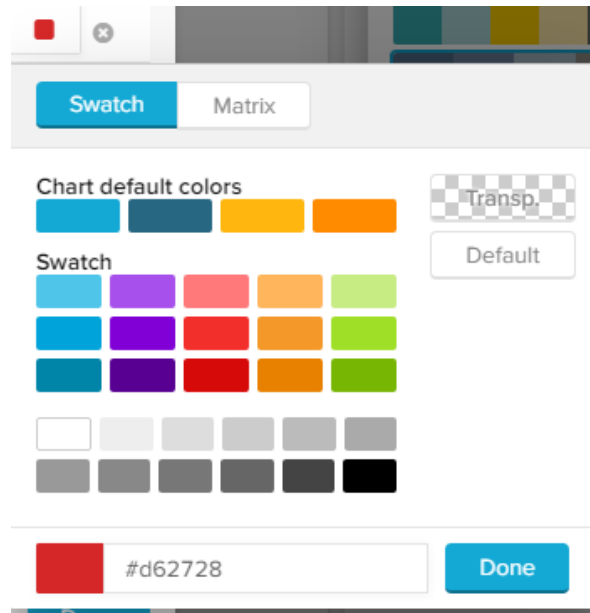 Swatch Matrix
Chart default colors
Transp.
Default
Swatch
#d62728 Done